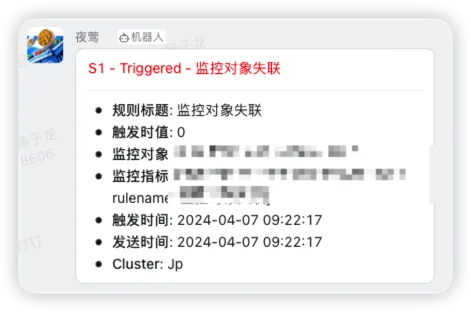 夜莺 机器人
S1 - Triggered - 监控对象失联
规则标题: 监控对象失联
触发时值: 0
监控对象
监控指标
rulename
触发时间: 2024-04-07 09:22:17
发送时间: 2024-04-07 09:22:17
Cluster: Jp